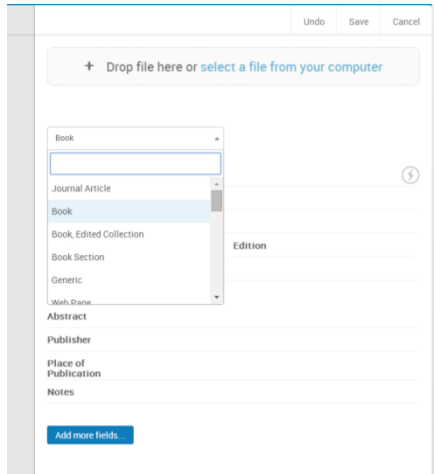 Undo Save Cancel
+ Drop file here or select a file from your computer
Book
Journal Article
Book
Book, Edited Collection
Edition
Book Section
Generic
Web Page
Abstract
Publisher
Place of
Publication
Notes
Add more fields...